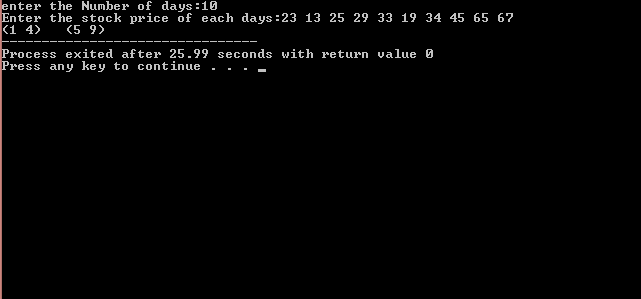 enter the Number of days:10
Enter the stock price of each days:23 13 25 29 33 19 34 45 65 67
(1 4)   (5 9)
--------------------------------
Process exited after 25.99 seconds with return value 0
Press any key to continue . . . _